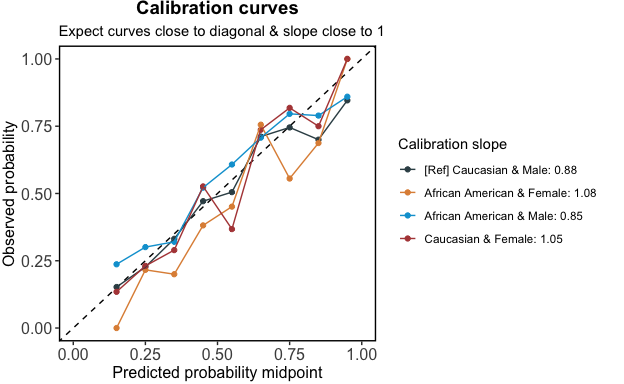 Calibration curves
Expect curves close to diagonal & slope close to 1
Observed probability
1.00
0.75
0.50
0.25
0.00
0.00 0.25 0.50 0.75 1.00
Predicted probability midpoint
Calibration slope
[Ref] Caucasian & Male: 0.88
African American & Female: 1.08
African American & Male: 0.85
Caucasian & Female: 1.05